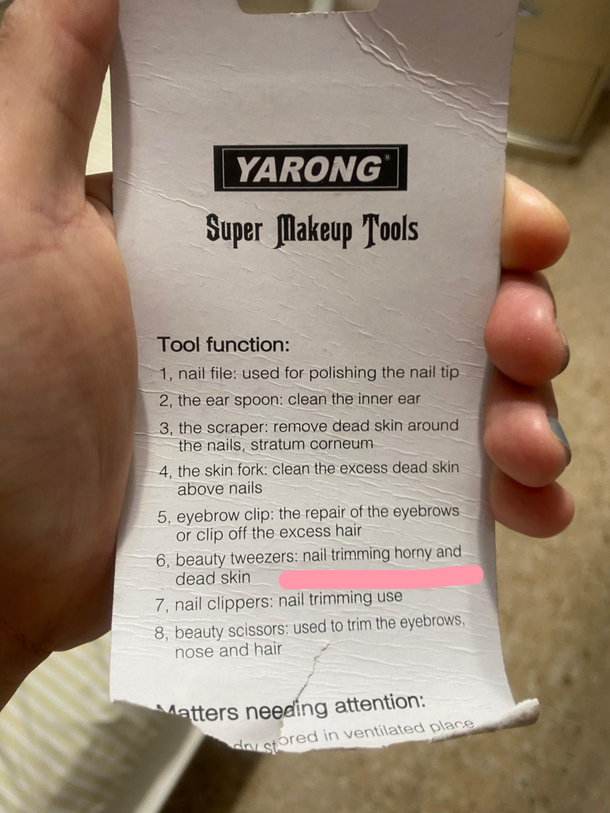 YARONG®
Super Makeup Tools
Tool function:
1, nail file: used for polishing the nail tip
2, the ear spoon: clean the inner ear
3, the scraper: remove dead skin around
the nails, stratum corneum
4, the skin fork: clean the excess dead skin
above nails
5, eyebrow clip: the repair of the eyebrows
or clip off the excess hair
6, beauty tweezers: nail trimming horny and
dead skin
7, nail clippers: nail trimming use
8, beauty scissors: used to trim the eyebrows,
nose and hair
Matters needing attention:
dry stored in ventilated place